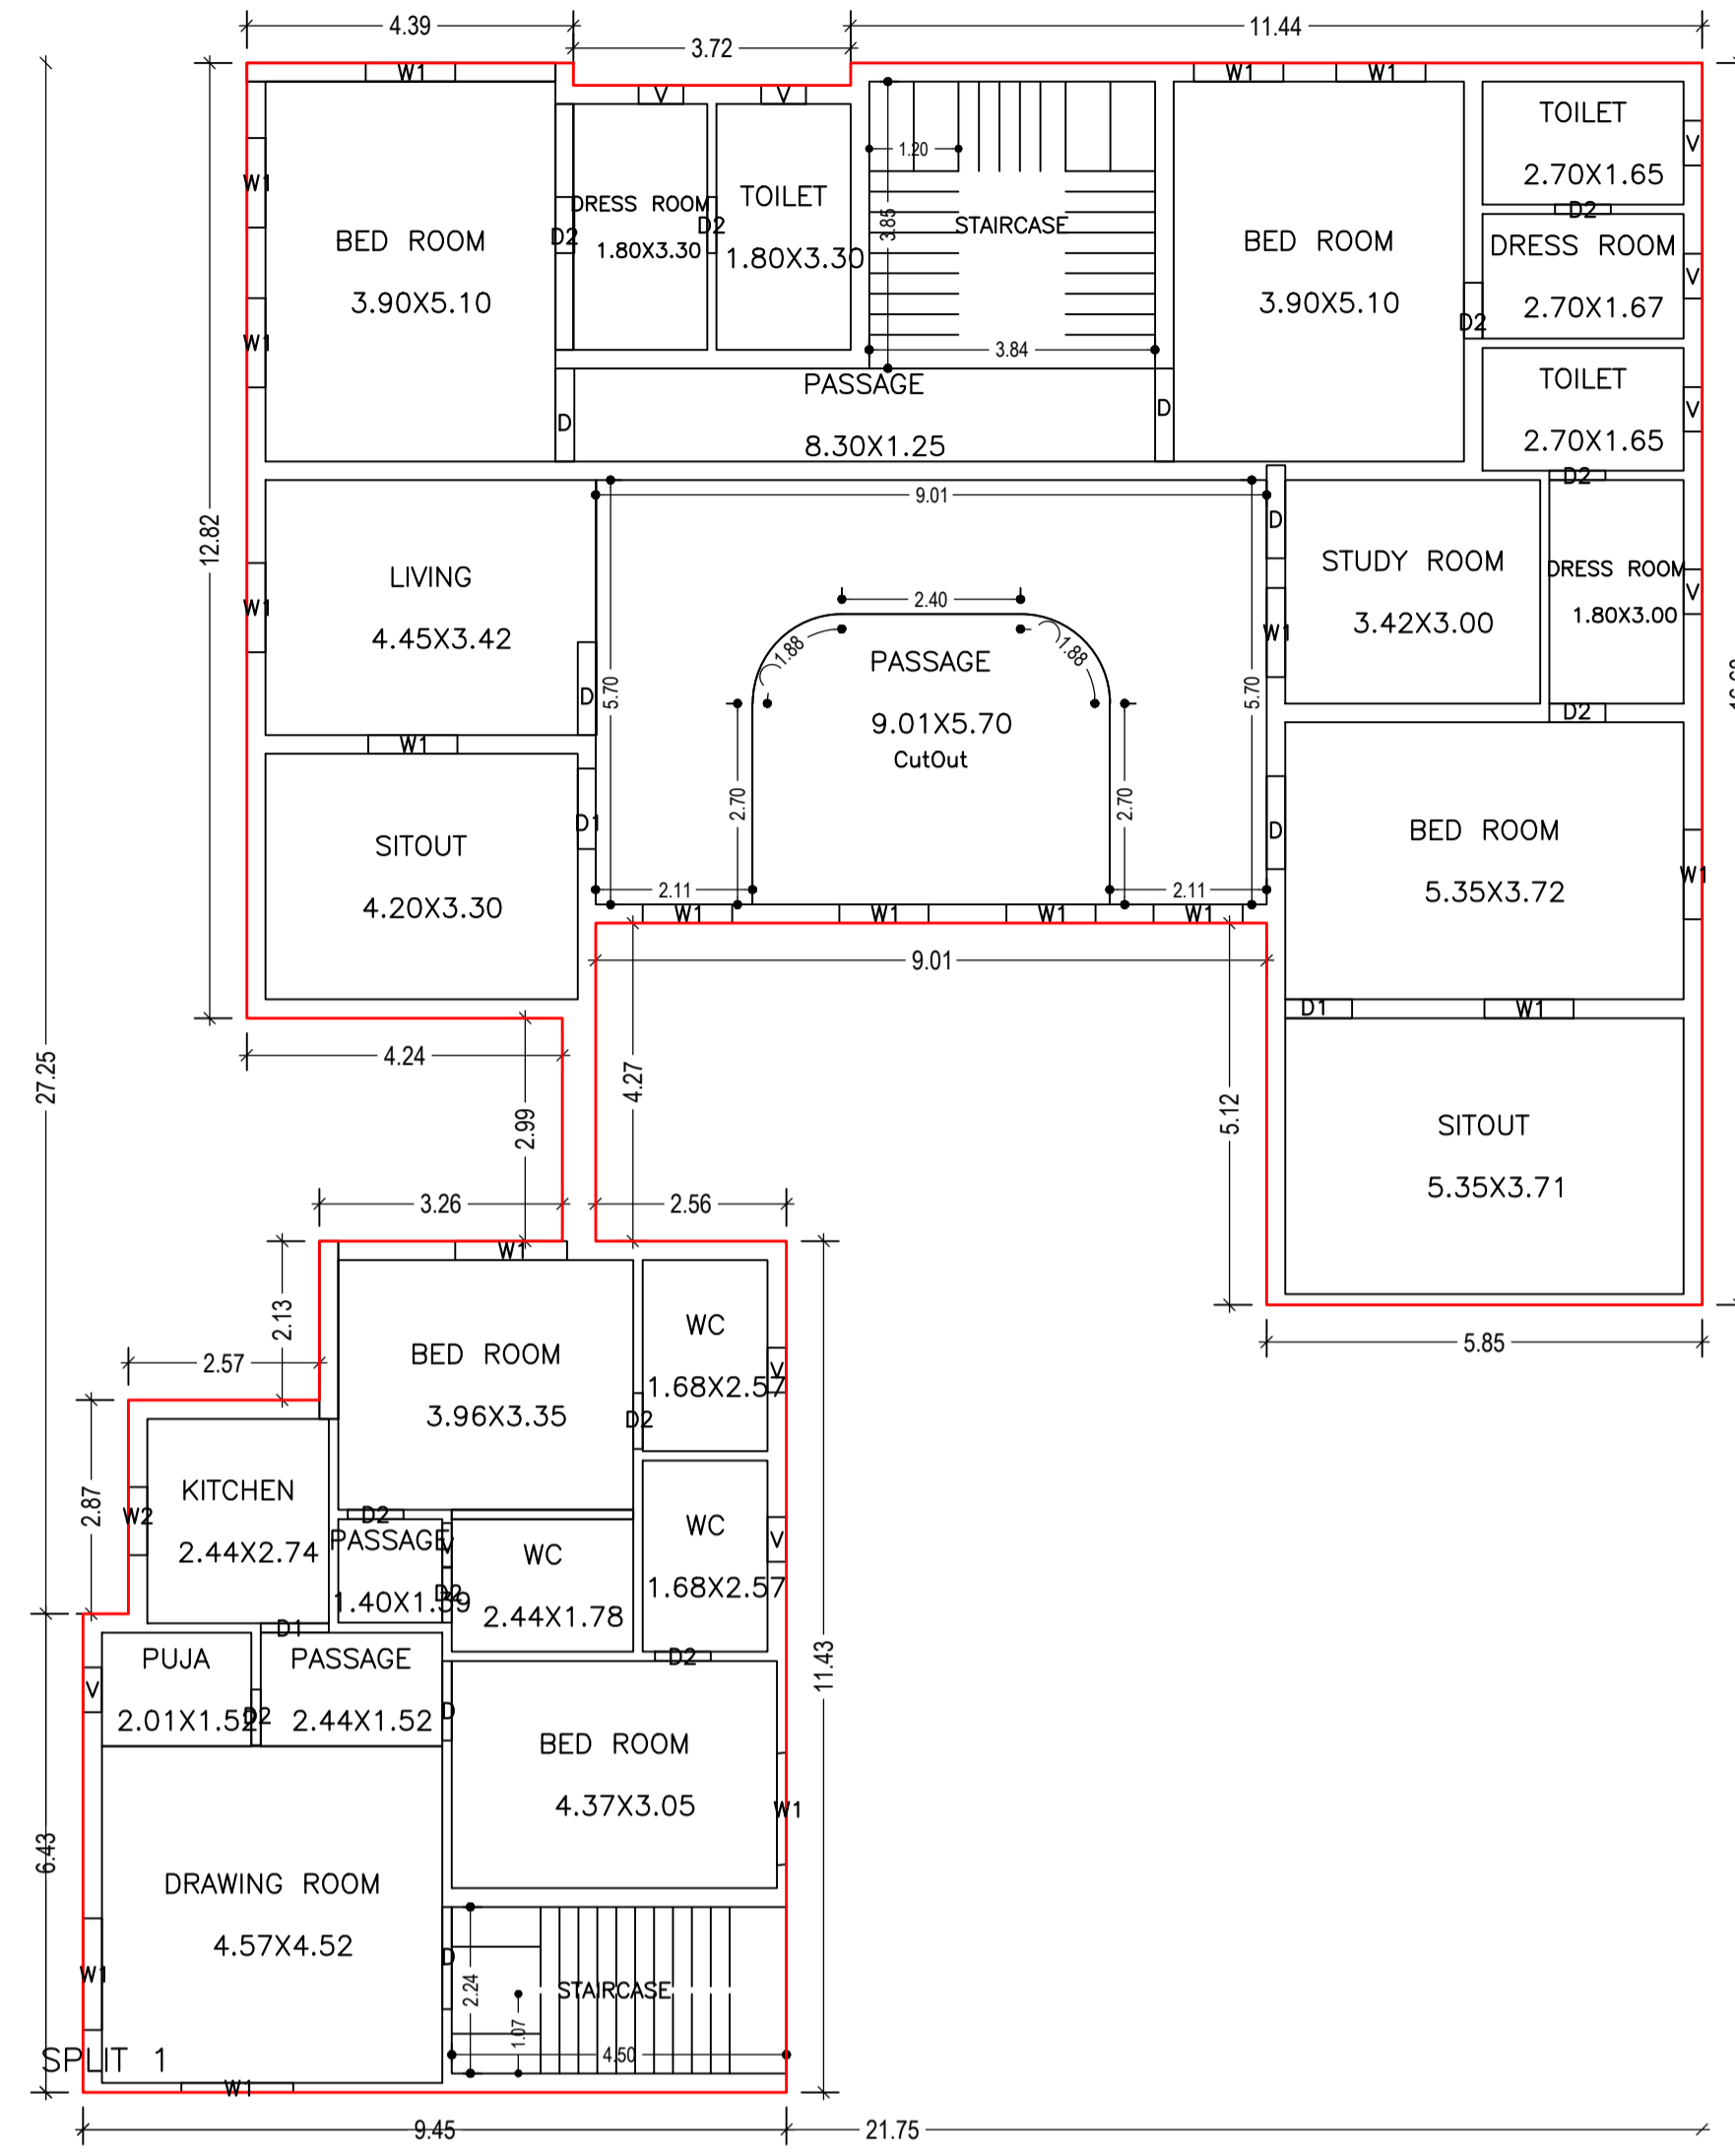 4.39
3.72
11.44
W1
V
V
W1
W1
TOILET
2.70X1.65
V
W1
1.20
DRESS ROOM
1.80X3.30
D2
D2
TOILET
1.80X3.30
3.85
STAIRCASE
D2
BED ROOM
3.90X5.10
BED ROOM
3.90X5.10
DRESS ROOM
2.70X1.67
V
D2
W1
3.84
PASSAGE
8.30X1.25
D
D
TOILET
2.70X1.65
V
D2
9.01
D
12.82
LIVING
4.45X3.42
W1
STUDY ROOM
3.42X3.00
DRESS ROOM
1.80X3.00
V
W1
2.40
1.88
1.88
PASSAGE
9.01X5.70
CutOut
5.70
5.70
D
D2
W1
2.70
2.70
SITOUT
4.20X3.30
D1
D
BED ROOM
5.35X3.72
W1
2.11
2.11
W1
W1
W1
W1
9.01
D1
W1
4.24
27.25
2.99
4.27
5.12
SITOUT
5.35X3.71
3.26
2.56
W1
2.13
WC
1.68X2.57
V
5.85
2.57
BED ROOM
3.96X3.35
D2
2.87
KITCHEN
2.44X2.74
W2
D2
PASSAGE
1.40X1.39
V
D2
WC
2.44X1.78
WC
1.68X2.57
V
D1
PUJA
2.01X1.52
V
D2
PASSAGE
2.44X1.52
D
D2
11.43
BED ROOM
4.37X3.05
W1
6.43
DRAWING ROOM
4.57X4.52
W1
D
2.24
STAIRCASE
1.07
4.50
SPLIT 1
W1
9.45
21.75